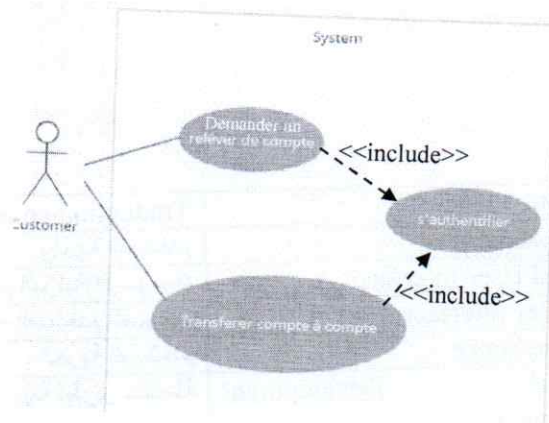 System
Demander un
relever de compte
<<include>>
s'authentifier
Customer
<<include>>
Transferer compte à compte